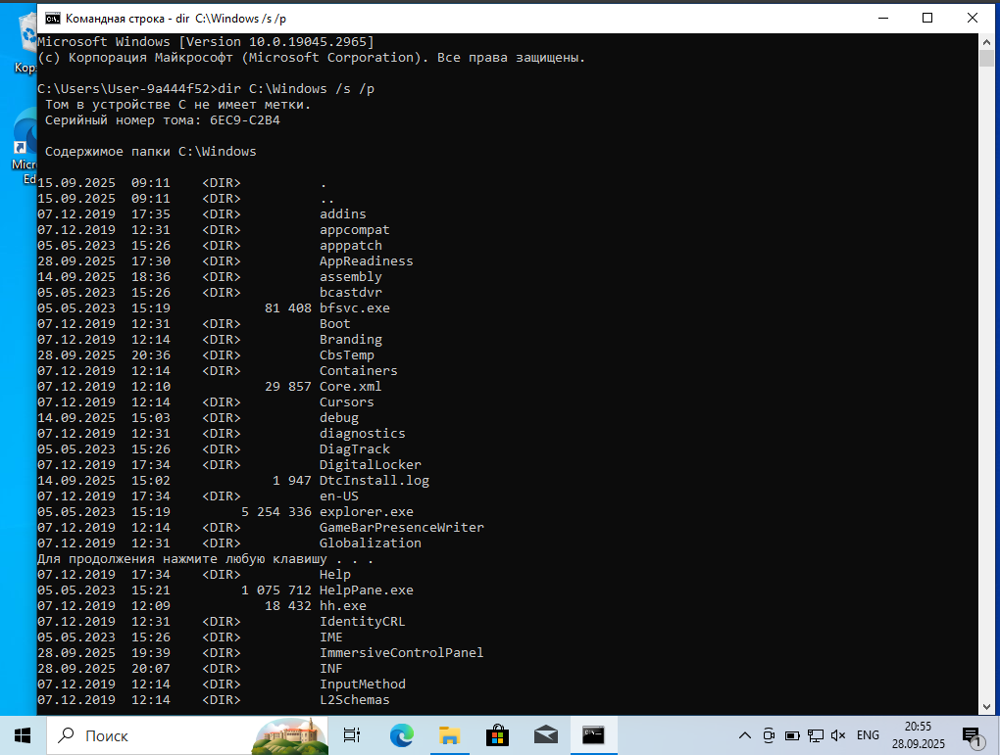 Командная строка - dir C:\Windows /s /p
Microsoft Windows [Version 10.0.19045.2965]
(c) Корпорация Майкрософт (Microsoft Corporation). Все права защищены.
C:\Users\User-9a444f52>dir C:\Windows /s /p
Том в устройстве C не имеет метки.
Серийный номер тома: 6EC9-C2B4
Содержимое папки C:\Windows
15.09.2025 09:11 <DIR> .
15.09.2025 09:11 <DIR> ..
07.12.2019 17:35 <DIR> addins
07.12.2019 12:31 <DIR> appcompat
05.05.2023 15:26 <DIR> apppatch
28.09.2025 17:30 <DIR> AppReadiness
14.09.2025 18:36 <DIR> assembly
05.05.2023 15:26 <DIR> bcastdvr
05.05.2023 15:19 81 408 bfsvc.exe
07.12.2019 12:31 <DIR> Boot
07.12.2019 12:14 <DIR> Branding
28.09.2025 20:36 <DIR> CbsTemp
07.12.2019 12:14 <DIR> Containers
07.12.2019 12:10 29 857 Core.xml
07.12.2019 12:14 <DIR> Cursors
14.09.2025 15:03 <DIR> debug
07.12.2019 12:31 <DIR> diagnostics
05.05.2023 15:26 <DIR> DiagTrack
07.12.2019 17:34 <DIR> DigitalLocker
14.09.2025 15:02 1 947 DtcInstall.log
07.12.2019 17:34 <DIR> en-US
05.05.2023 15:19 5 254 336 explorer.exe
07.12.2019 12:14 <DIR> GameBarPresenceWriter
07.12.2019 12:31 <DIR> Globalization
Для продолжения нажмите любую клавишу . . .
07.12.2019 17:34 <DIR> Help
05.05.2023 15:21 1 075 712 HelpPane.exe
07.12.2019 12:09 18 432 hh.exe
07.12.2019 12:31 <DIR> IdentityCRL
05.05.2023 15:26 <DIR> IME
28.09.2025 19:39 <DIR> ImmersiveControlPanel
28.09.2025 20:07 <DIR> INF
07.12.2019 12:14 <DIR> InputMethod
07.12.2019 12:14 <DIR> L2Schemas
Кор
Micr
Ed
Поиск
ENG
20:55
28.09.2025
1